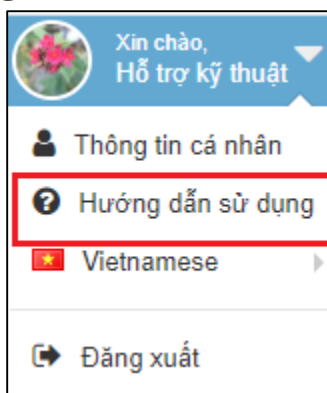 Xin chào,
Hỗ trợ kỹ thuật
Thông tin cá nhân
Hướng dẫn sử dụng
Vietnamese
Đăng xuất